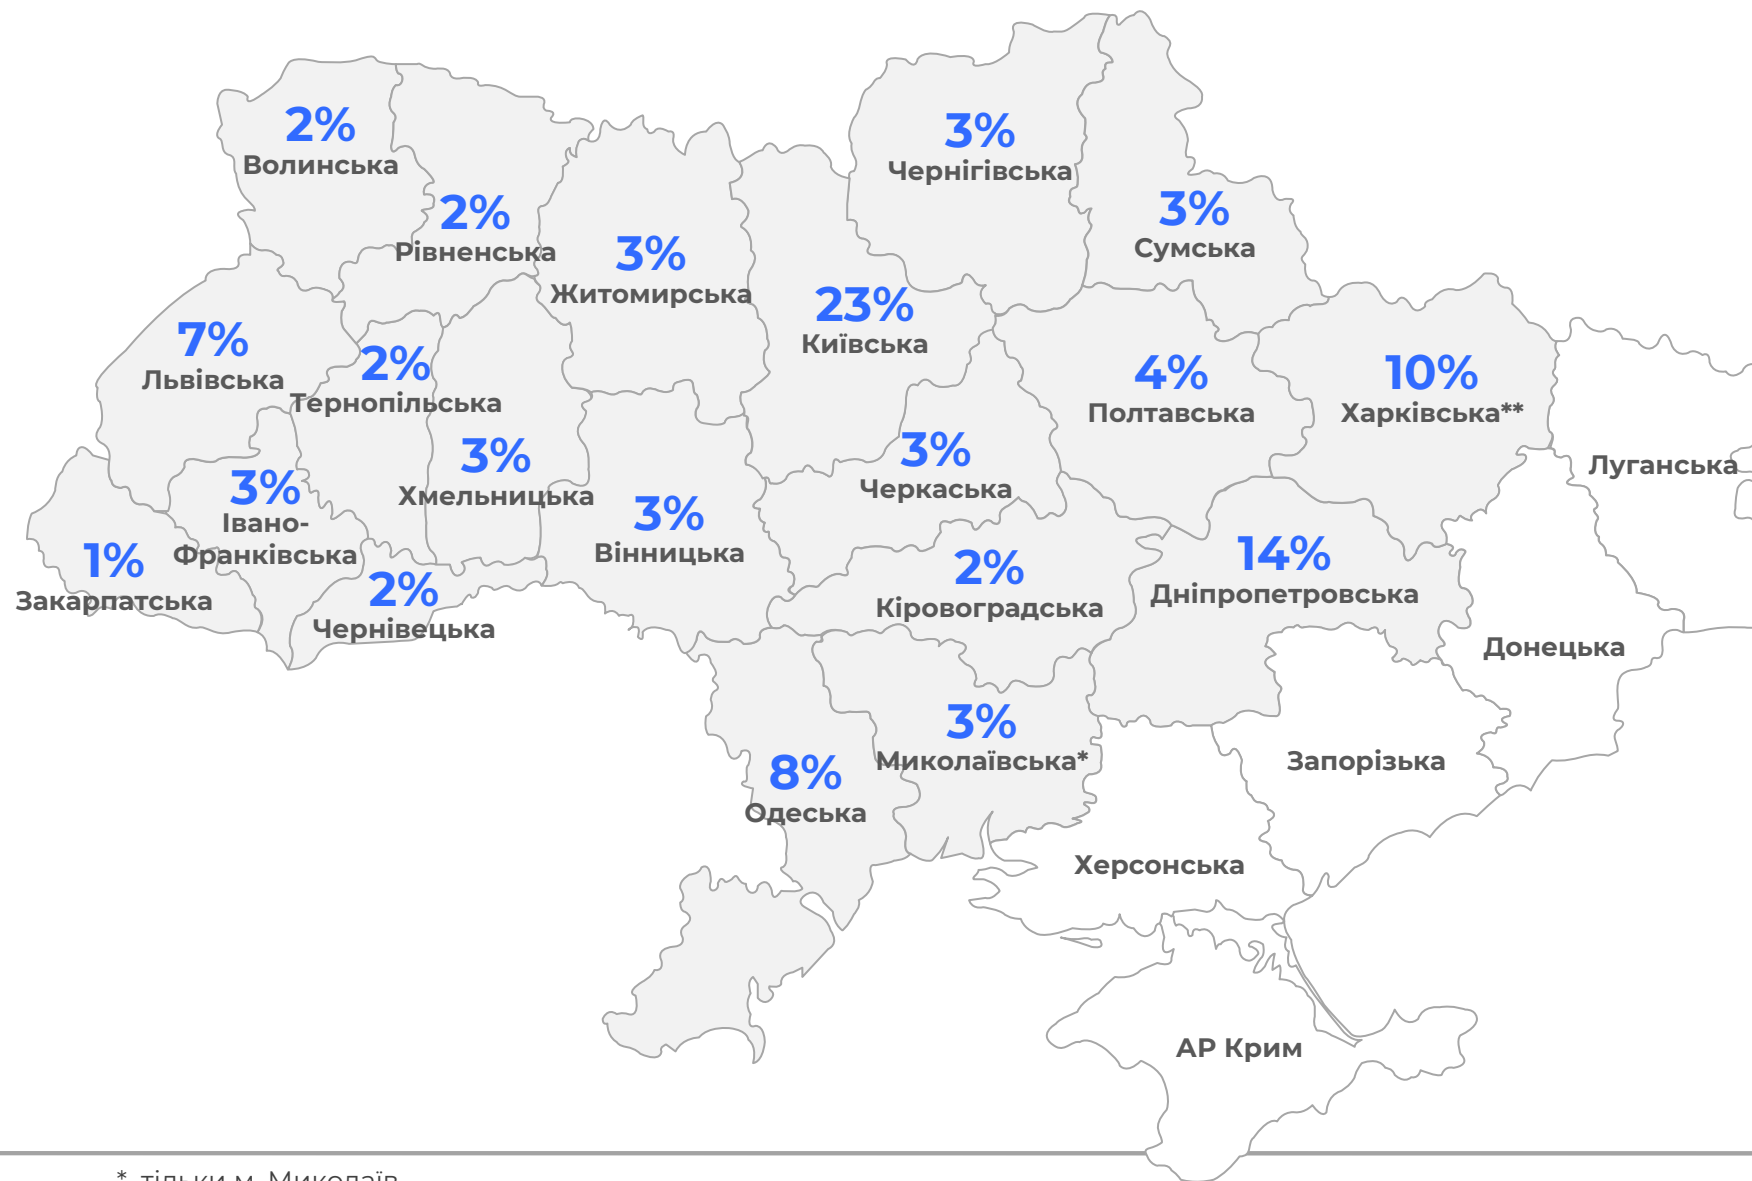 2%
Волинська
2%
Рівненська
3%
Житомирська
3%
Чернігівська
3%
Сумська
23%
Київська
7%
Львівська
2%
Тернопільська
4%
Полтавська
10%
Харківська**
3%
Хмельницька
3%
Черкаська
Луганська
3%
Івано-
Франківська
3%
Вінницька
1%
Закарпатська
2%
Чернівецька
2%
Кіровоградська
14%
Дніпропетровська
Донецька
3%
Миколаївська*
8%
Одеська
Запорізька
Херсонська
АР Крим
* тільки м. Миколаїв